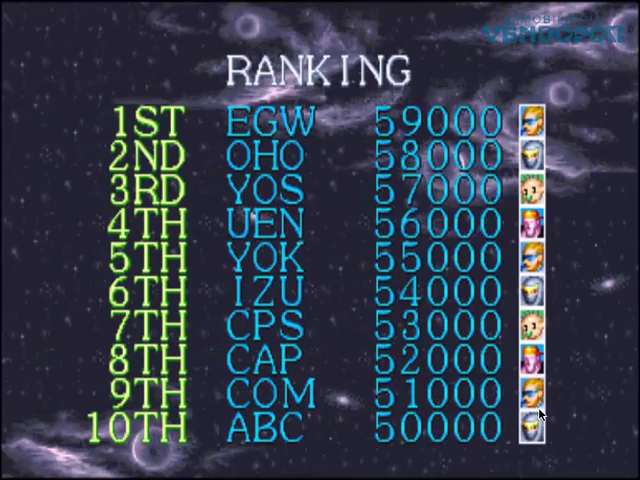 RANKING
1ST EGW 59000
2ND OHO 58000
3RD YOS 57000
4TH UEN 56000
5TH YOK 55000
6TH IZU 54000
7TH CPS 53000
8TH CAP 52000
9TH COM 51000
10TH ABC 50000